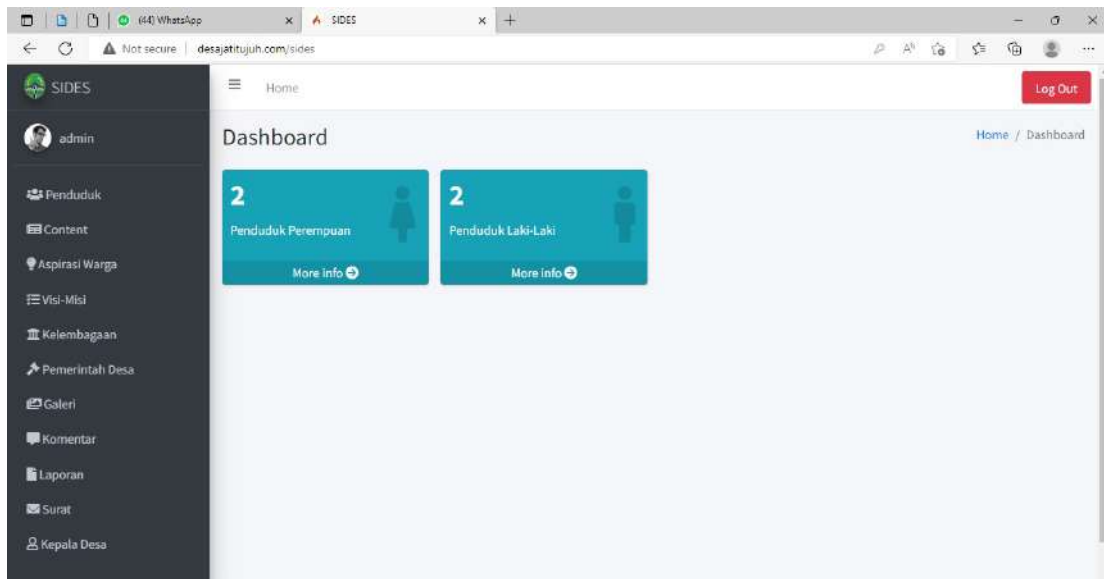 (44) WhatsApp
SIDES
Not secure | desajatitujuh.com/sides
SIDES
Home
Log Out
admin
Dashboard
Home / Dashboard
Penduduk
Content
Aspirasi Warga
Visi-Misi
Kelembagaan
Pemerintah Desa
Galeri
Komentar
Laporan
Surat
Kepala Desa
2
Penduduk Perempuan
More info
2
Penduduk Laki-Laki
More info